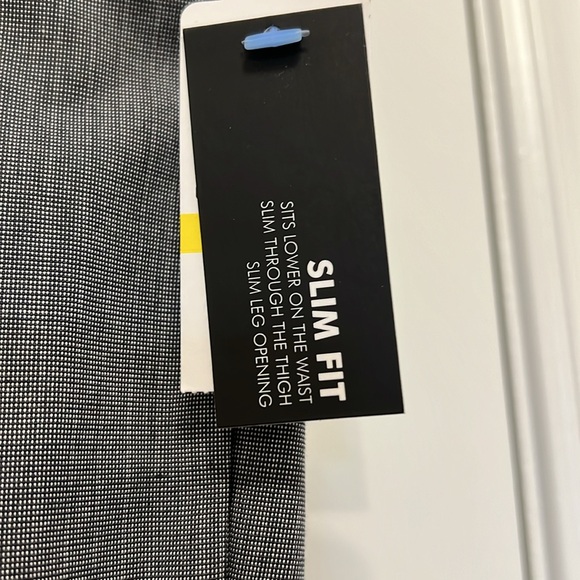 SLIM FIT
SITS LOWER ON THE WAIST
SLIM THROUGH THE THIGH
SLIM LEG OPENING